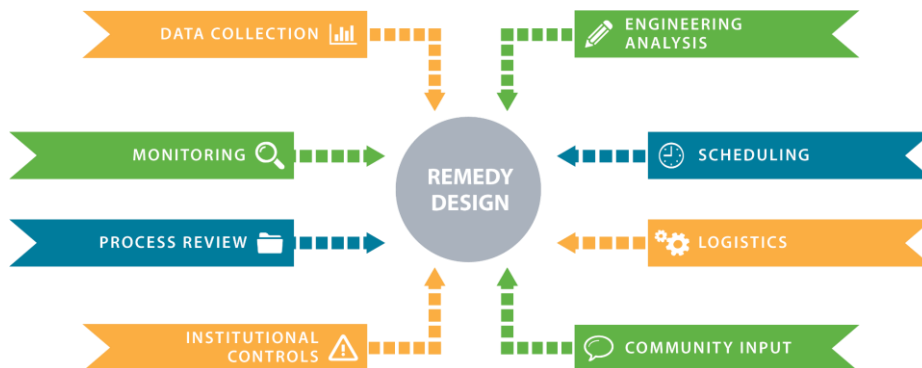 DATA COLLECTION
ENGINEERING
ANALYSIS
MONITORING
REMEDY
DESIGN
SCHEDULING
PROCESS REVIEW
LOGISTICS
INSTITUTIONAL
CONTROLS
COMMUNITY INPUT